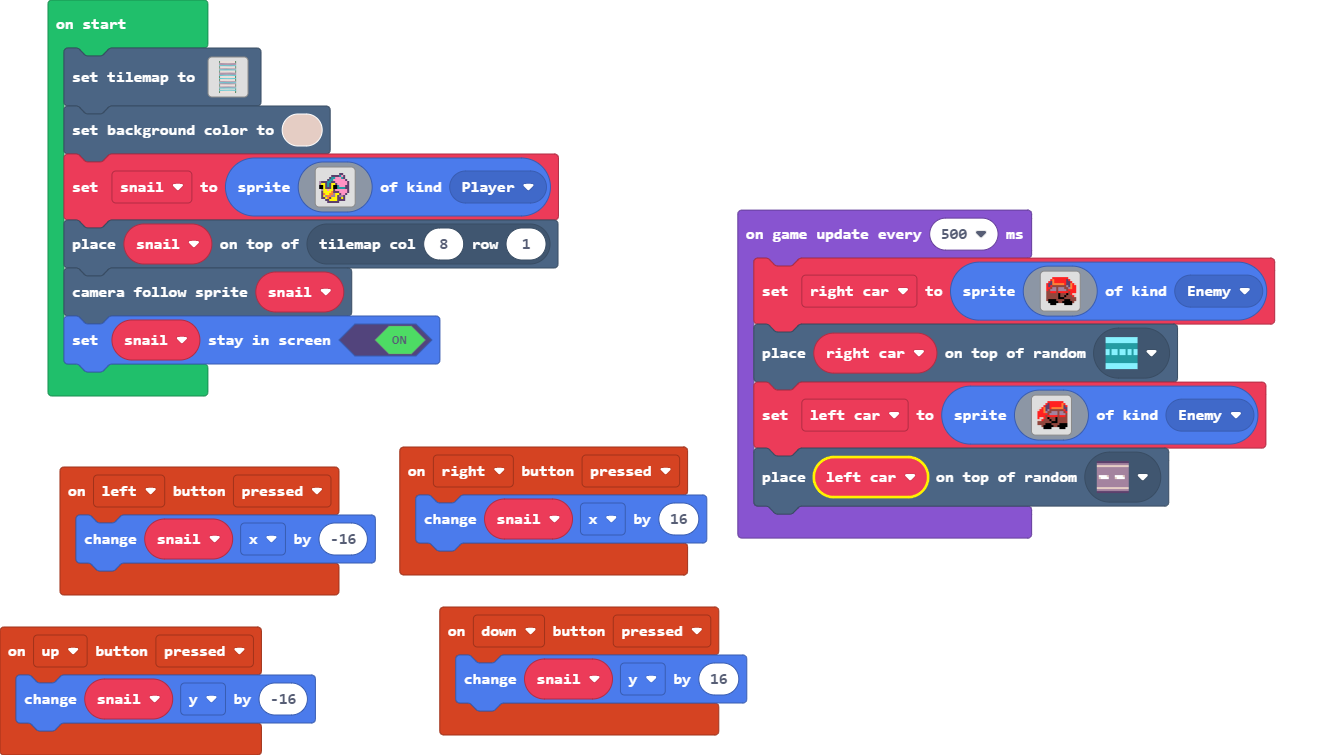 on start
set tilemap to
set background color to
set snail to sprite of kind Player
place snail on top of tilemap col 8 row 1
camera follow sprite snail
set snail stay in screen ON
on game update every 500 ms
set right car to sprite of kind Enemy
place right car on top of random
set left car to sprite of kind Enemy
place left car on top of random
on left button pressed
change snail x by -16
on right button pressed
change snail x by 16
on up button pressed
change snail y by -16
on down button pressed
change snail y by 16